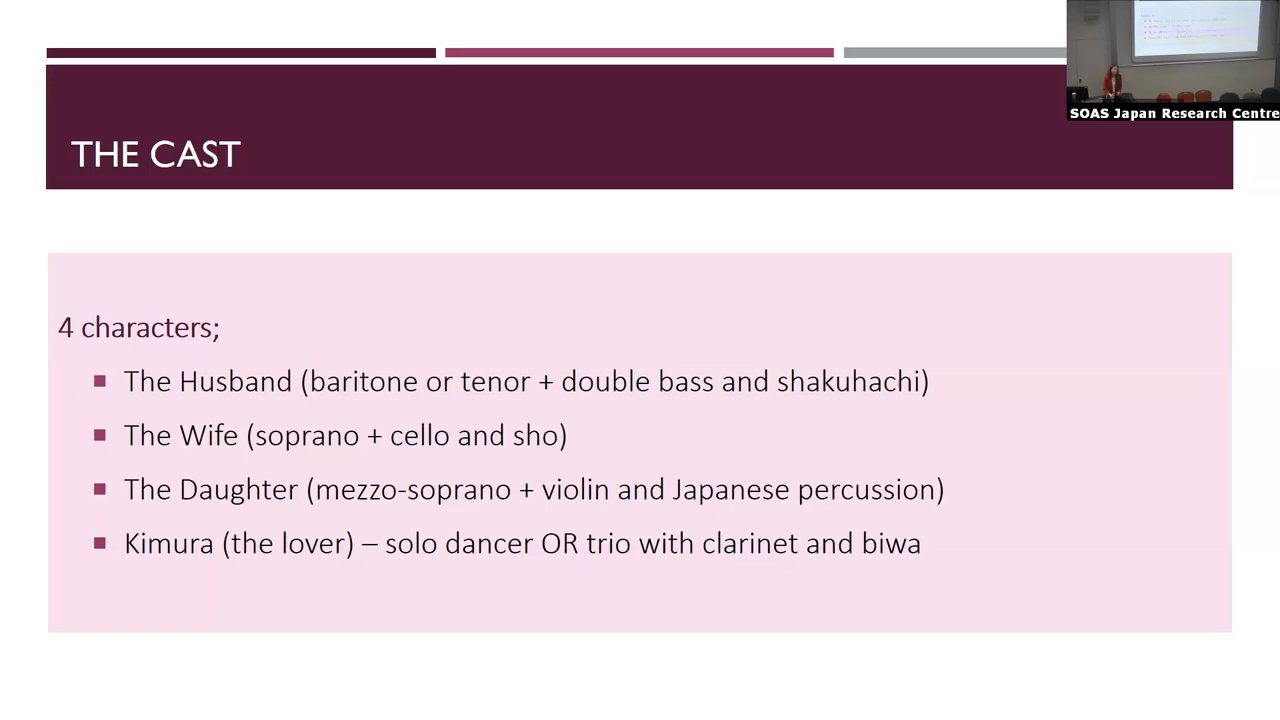 SOAS Japan Research Centre
THE CAST
4 characters;
The Husband (baritone or tenor + double bass and shakuhachi)
The Wife (soprano + cello and sho)
The Daughter (mezzo-soprano + violin and Japanese percussion)
Kimura (the lover) – solo dancer OR trio with clarinet and biwa